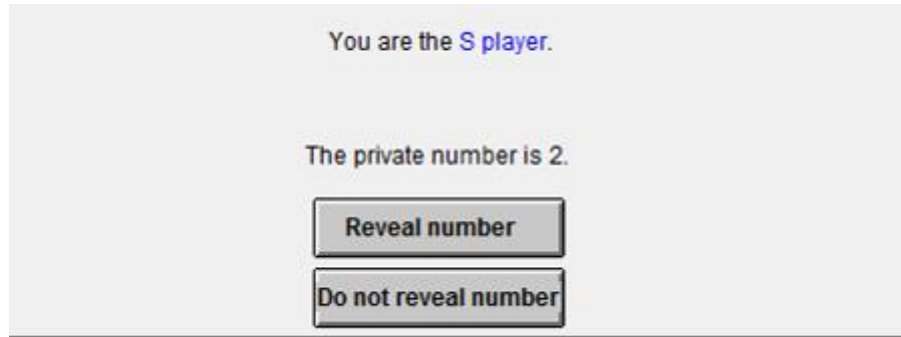 You are the S player.
The private number is 2.
Reveal number
Do not reveal number